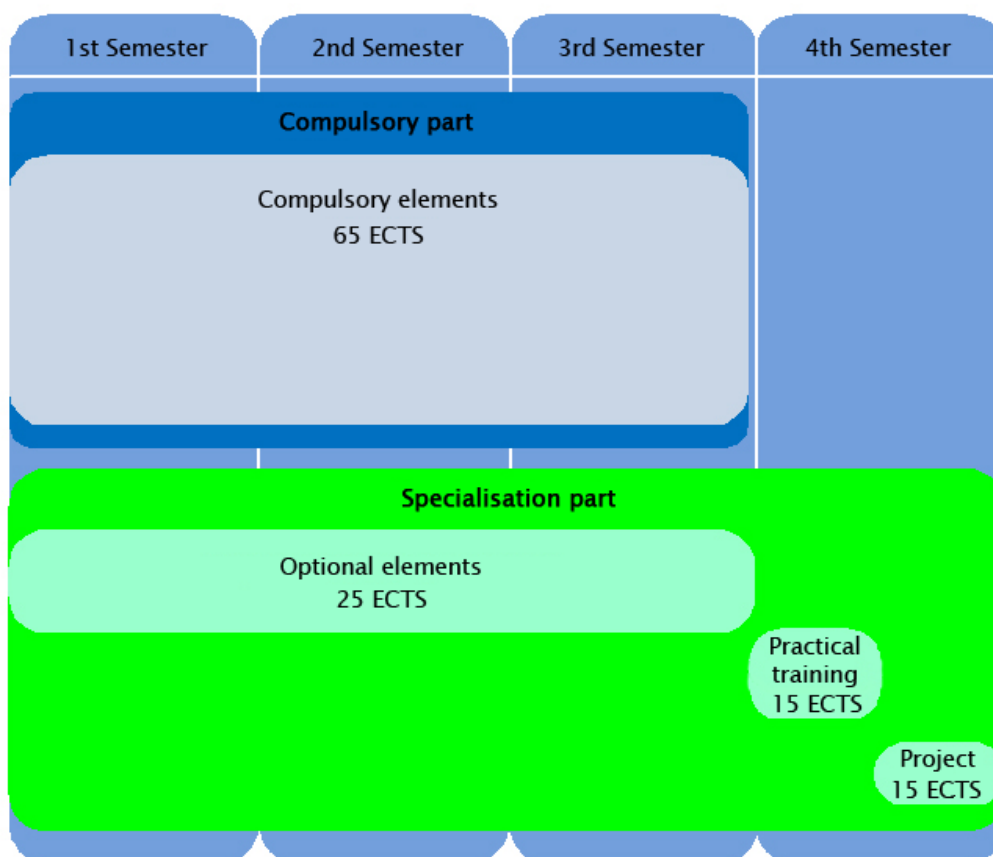 1st Semester
2nd Semester
3rd Semester
4th Semester
Compulsory part
Compulsory elements
65 ECTS
Specialisation part
Optional elements
25 ECTS
Practical
training
15 ECTS
Project
15 ECTS